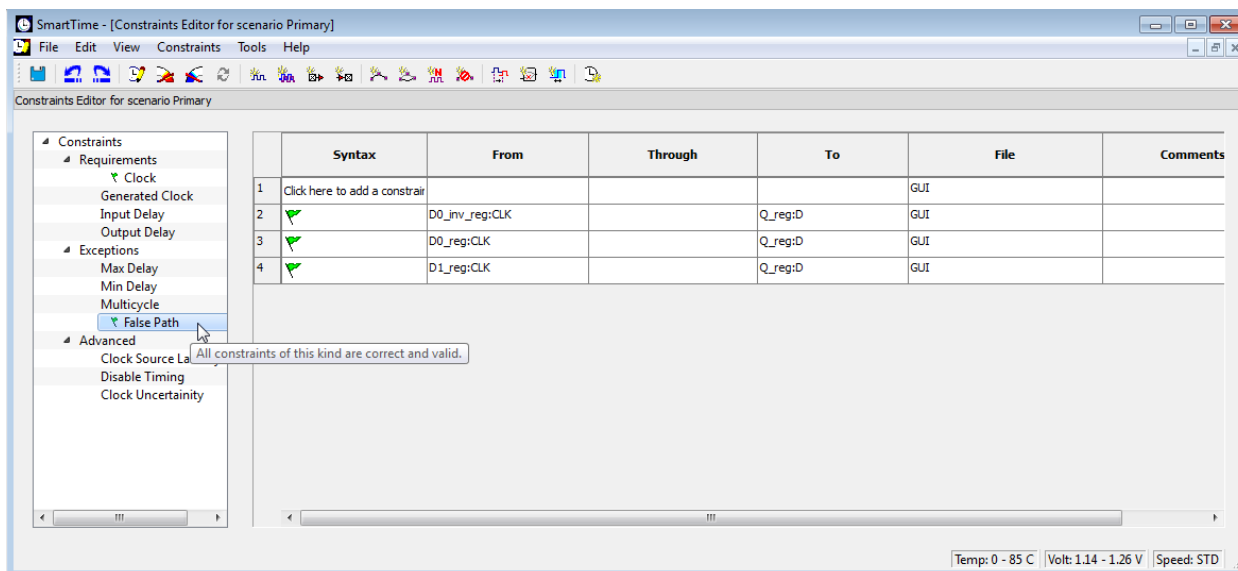 SmartTime - [Constraints Editor for scenario Primary]
File Edit View Constraints Tools Help
Constraints Editor for scenario Primary
Constraints
Requirements
Clock
Generated Clock
Input Delay
Output Delay
Exceptions
Max Delay
Min Delay
Multicycle
False Path
Advanced
Clock Source La
Disable Timing
Clock Uncertainity
All constraints of this kind are correct and valid.
Syntax From Through To File Comments
1 Click here to add a constrain GUI
2 D0_inv_reg:CLK Q_reg:D GUI
3 D0_reg:CLK Q_reg:D GUI
4 D1_reg:CLK Q_reg:D GUI
Temp: 0 - 85 C Volt: 1.14 - 1.26 V Speed: STD